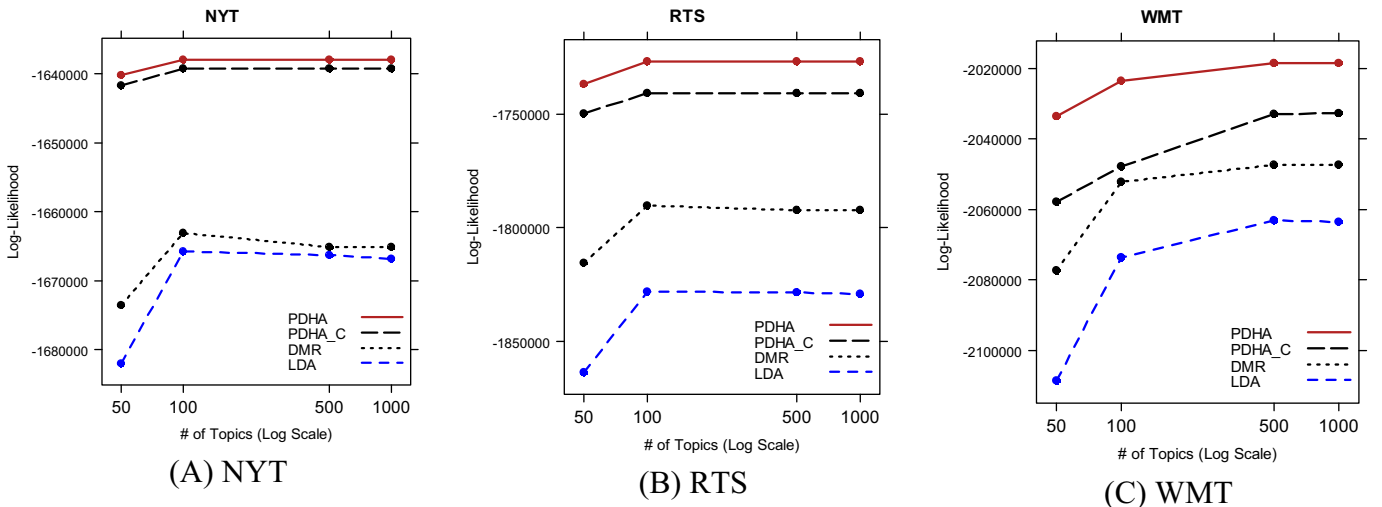 NYT
Log-Likelihood
-1640000
-1650000
-1660000
-1670000
-1680000
PDHA
PDHA_C
DMR
LDA
50 100 500 1000
# of Topics (Log Scale)
(A) NYT
RTS
Log-Likelihood
-1750000
-1800000
-1850000
PDHA
PDHA_C
DMR
LDA
50 100 500 1000
# of Topics (Log Scale)
(B) RTS
WMT
Log-Likelihood
-2020000
-2040000
-2060000
-2080000
-2100000
PDHA
PDHA_C
DMR
LDA
50 100 500 1000
# of Topics (Log Scale)
(C) WMT